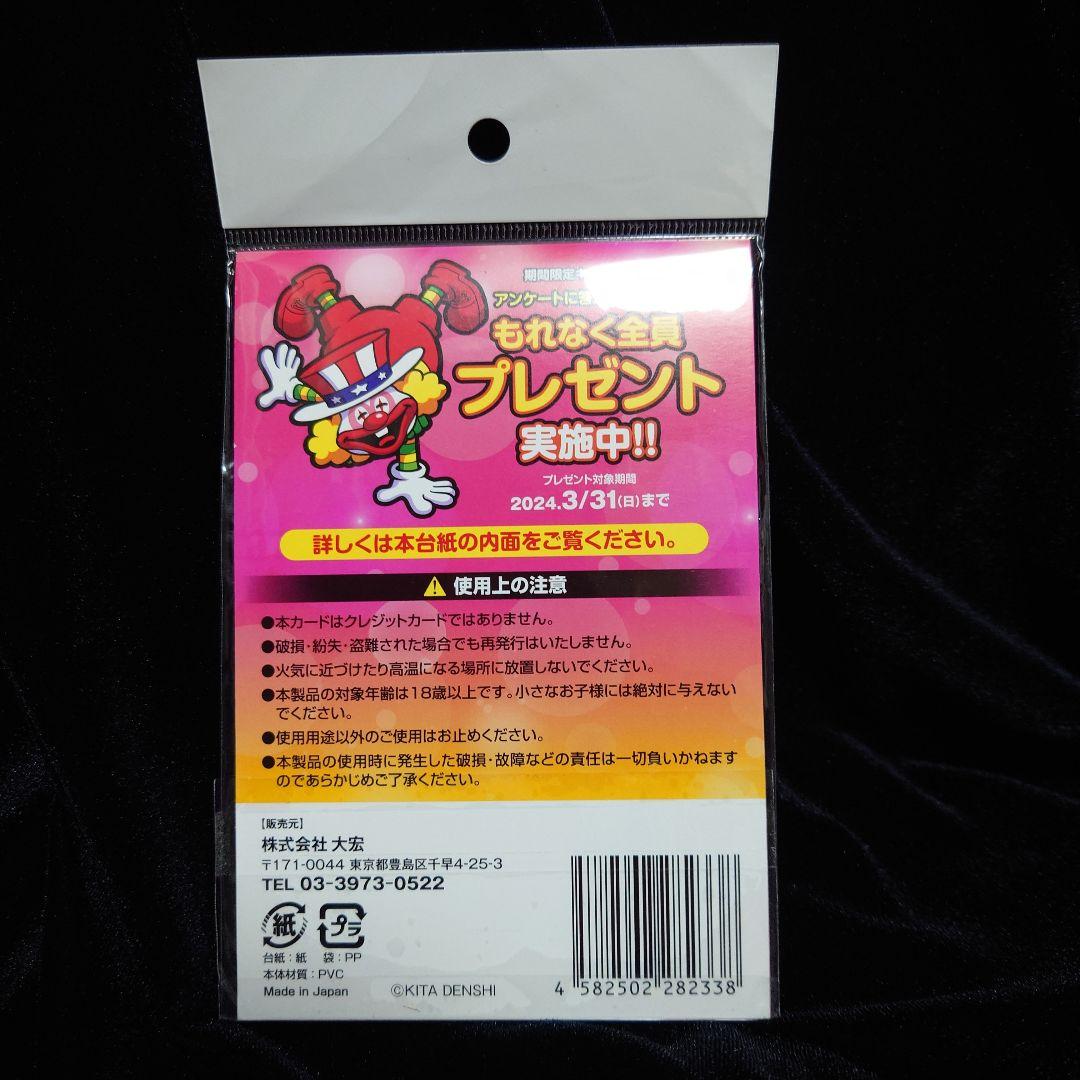 期間限定
アンケートに答
もれなく全員
プレゼント
実施中!!
プレゼント対象期間
2024.3/31(日)まで
詳しくは本台紙の内面をご覧ください。
使用上の注意
●本カードはクレジットカードではありません。
●破損・紛失・盗難された場合でも再発行はいたしません。
●火気に近づけたり高温になる場所に放置しないでください。
●本製品の対象年齢は18歳以上です。小さなお子様には絶対に与えない
でください。
●使用用途以外のご使用はお止めください。
●本製品の使用時に発生した破損・故障などの責任は一切負いかねます
のであらかじめご了承ください。
【販売元】
株式会社 大宏
〒171-0044 東京都豊島区千早4-25-3
TEL 03-3973-0522
紙 プラ
台紙：紙 袋：PP
本体材質：PVC
Made in Japan ©KITA DENSHI
4 582502 282338